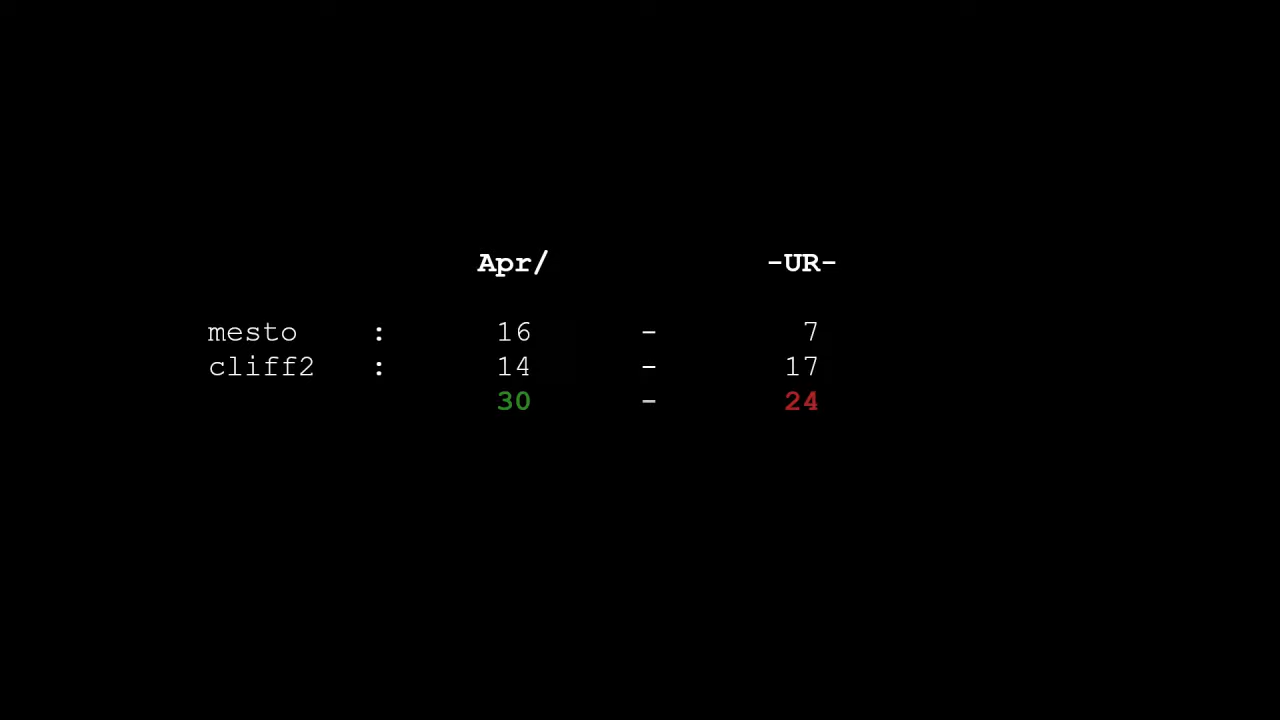 Apr/ -UR-
mesto : 16 - 7
cliff2 : 14 - 17
30 - 24